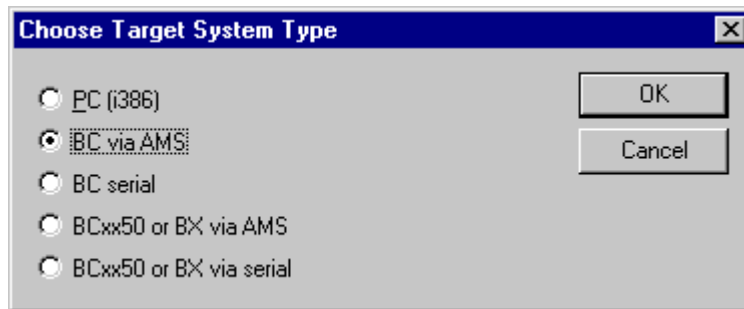 Choose Target System Type
PC (i386)
OK
BC via AMS
Cancel
BC serial
BCxx50 or BX via AMS
BCxx50 or BX via serial